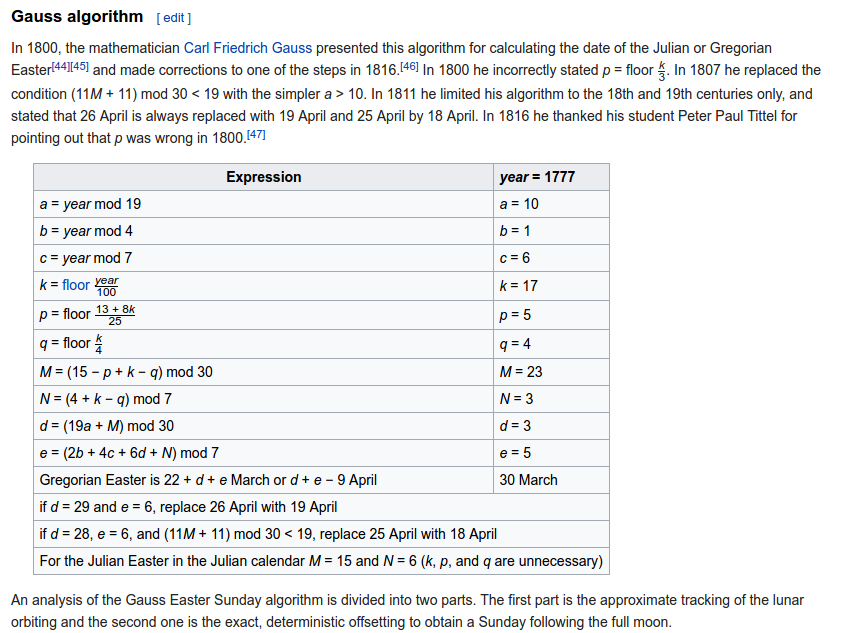 Gauss algorithm [ edit ]
In 1800, the mathematician Carl Friedrich Gauss presented this algorithm for calculating the date of the Julian or Gregorian
Easter[44][45] and made corrections to one of the steps in 1816.[46] In 1800 he incorrectly stated p = floor k/3. In 1807 he replaced the
condition (11M + 11) mod 30 < 19 with the simpler a > 10. In 1811 he limited his algorithm to the 18th and 19th centuries only, and
stated that 26 April is always replaced with 19 April and 25 April by 18 April. In 1816 he thanked his student Peter Paul Tittel for
pointing out that p was wrong in 1800.[47]
Expression year = 1777
a = year mod 19 a = 10
b = year mod 4 b = 1
c = year mod 7 c = 6
k = floor year/100 k = 17
p = floor 13 + 8k/25 p = 5
q = floor k/4 q = 4
M = (15 − p + k − q) mod 30 M = 23
N = (4 + k − q) mod 7 N = 3
d = (19a + M) mod 30 d = 3
e = (2b + 4c + 6d + N) mod 7 e = 5
Gregorian Easter is 22 + d + e March or d + e − 9 April 30 March
if d = 29 and e = 6, replace 26 April with 19 April
if d = 28, e = 6, and (11M + 11) mod 30 < 19, replace 25 April with 18 April
For the Julian Easter in the Julian calendar M = 15 and N = 6 (k, p, and q are unnecessary)
An analysis of the Gauss Easter Sunday algorithm is divided into two parts. The first part is the approximate tracking of the lunar
orbiting and the second one is the exact, deterministic offsetting to obtain a Sunday following the full moon.